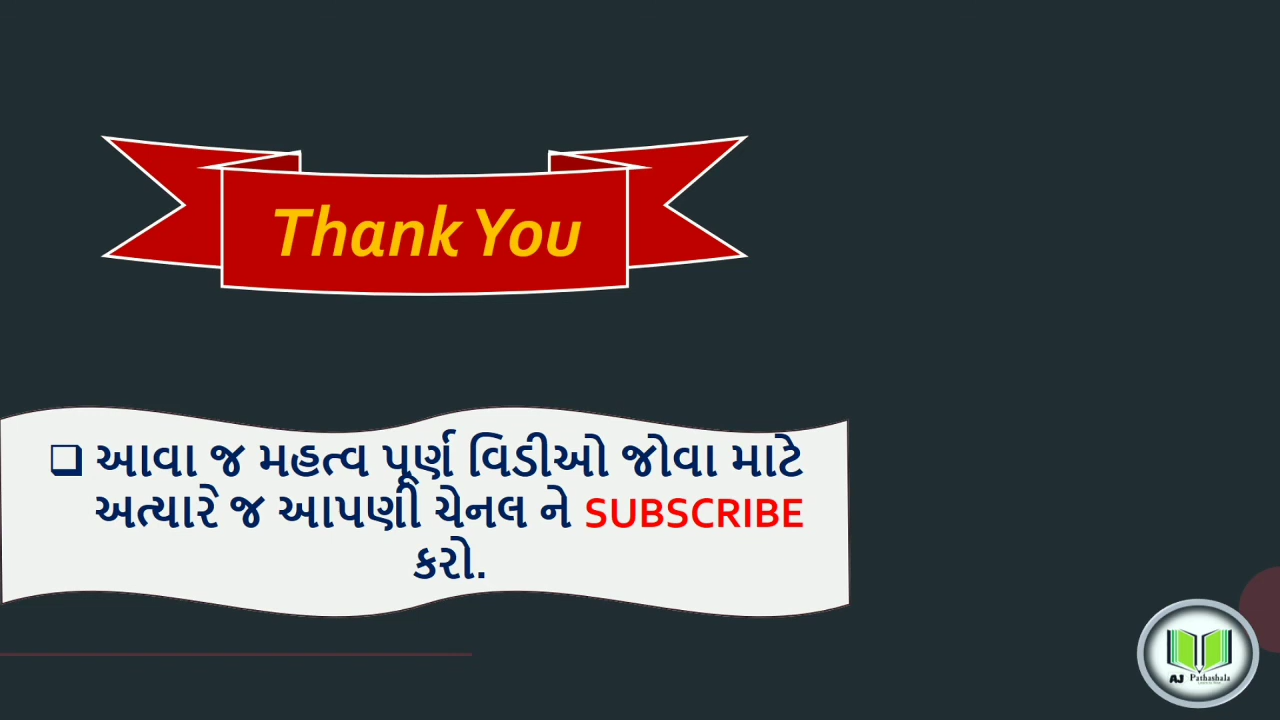 Thank You
❑ આવા જ મહત્વ પૂર્ણ વિડીઓ જોવા માટે
અત્યારે જ આપણી ચેનલ ને SUBSCRIBE
કરો.
AJ Pathashala